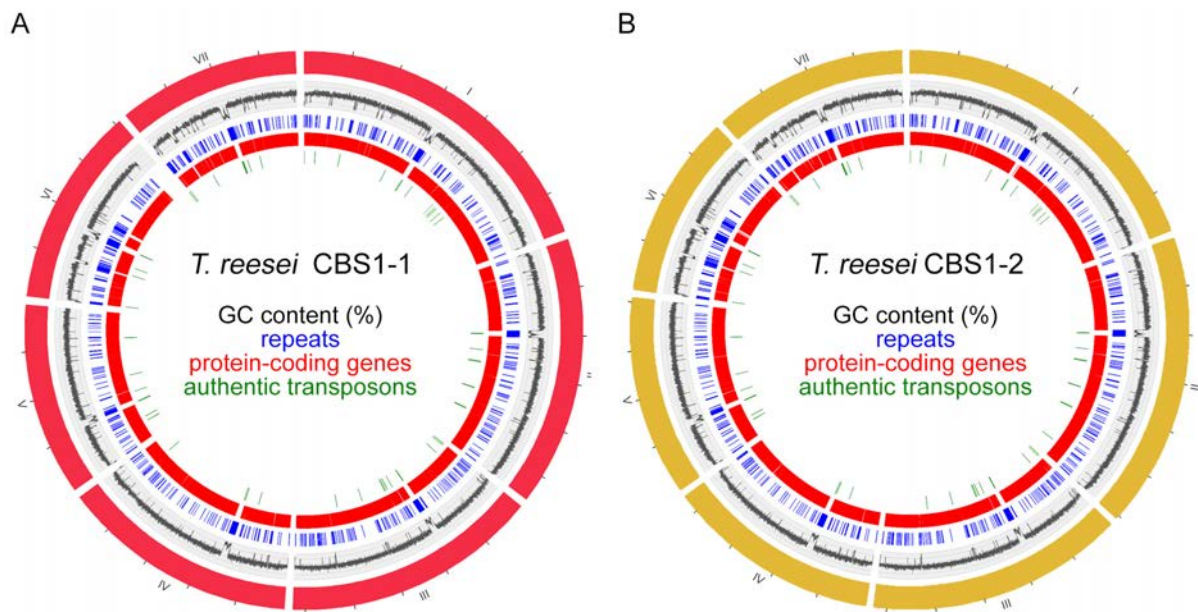 A
VII
I
VI
T. reesei CBS1-1
GC content (%)
repeats
protein-coding genes
authentic transposons
II
V
IV
III
B
VII
I
VI
T. reesei CBS1-2
GC content (%)
repeats
protein-coding genes
authentic transposons
II
V
IV
III